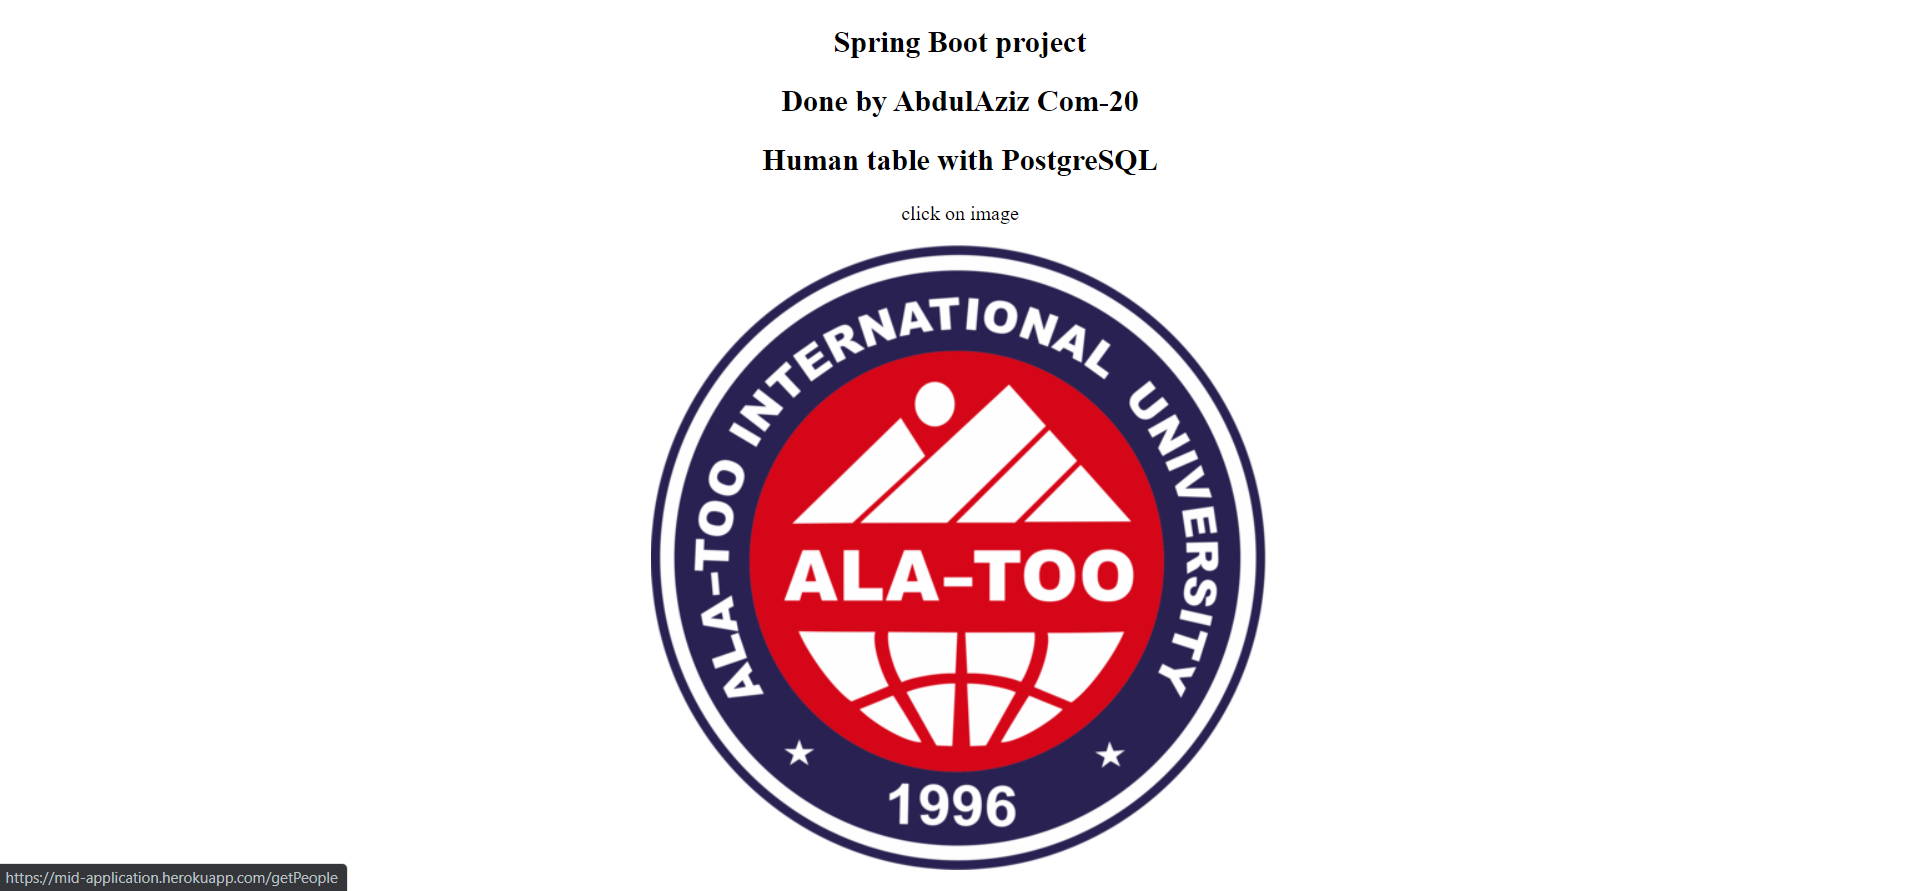 Spring Boot project
Done by AbdulAziz Com-20
Human table with PostgreSQL
click on image
ALA-TOO INTERNATIONAL UNIVERSITY
ALA-TOO
1996
https://mid-application.herokuapp.com/getPeople